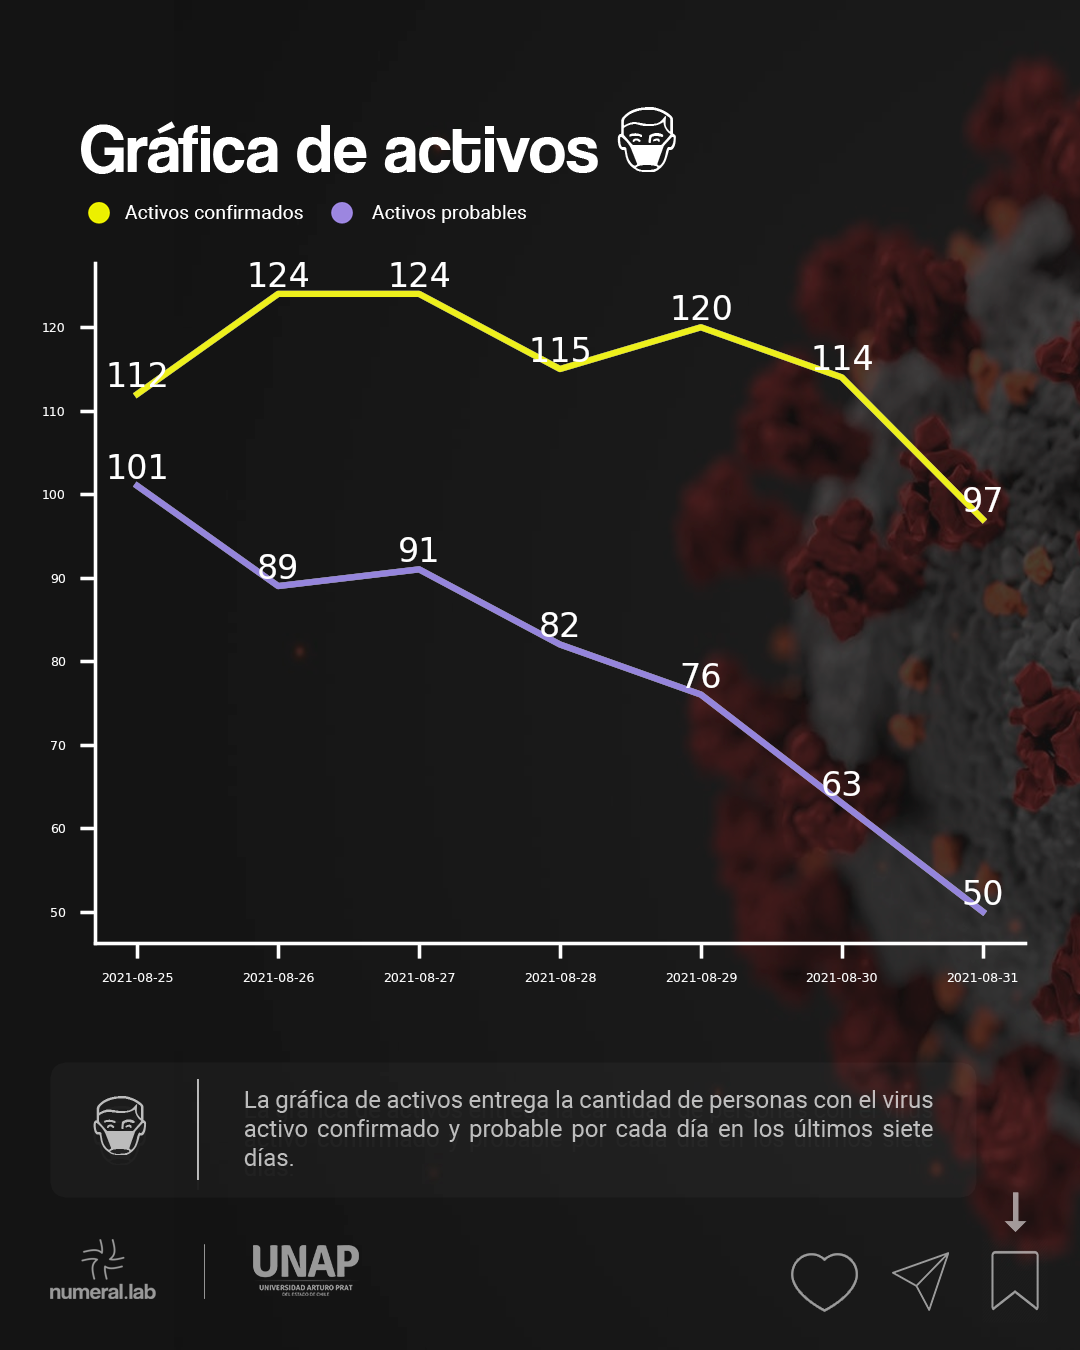 Gráfica de activos
Activos confirmados Activos probables
124 124
120
120
115
114
112
110
101
100
97
91
90
89
82
80
76
70
63
60
50
50
2021-08-25 2021-08-26 2021-08-27 2021-08-28 2021-08-29 2021-08-30 2021-08-31
La gráfica de activos entrega la cantidad de personas con el virus
activo confirmado y probable por cada día en los últimos siete
días.
numeral.lab
UNAP
UNIVERSIDAD ARTURO PRAT
DEL ESTADO DE CHILE